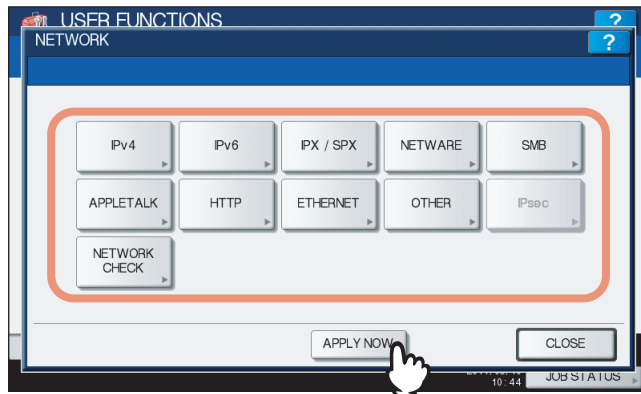 USER FUNCTIONS
?
NETWORK
?
IPv4
IPv6
IPX / SPX
NETWARE
SMB
APPLETALK
HTTP
ETHERNET
OTHER
IPsec
NETWORK
CHECK
APPLY NOW
CLOSE
10:44
JOB STATUS